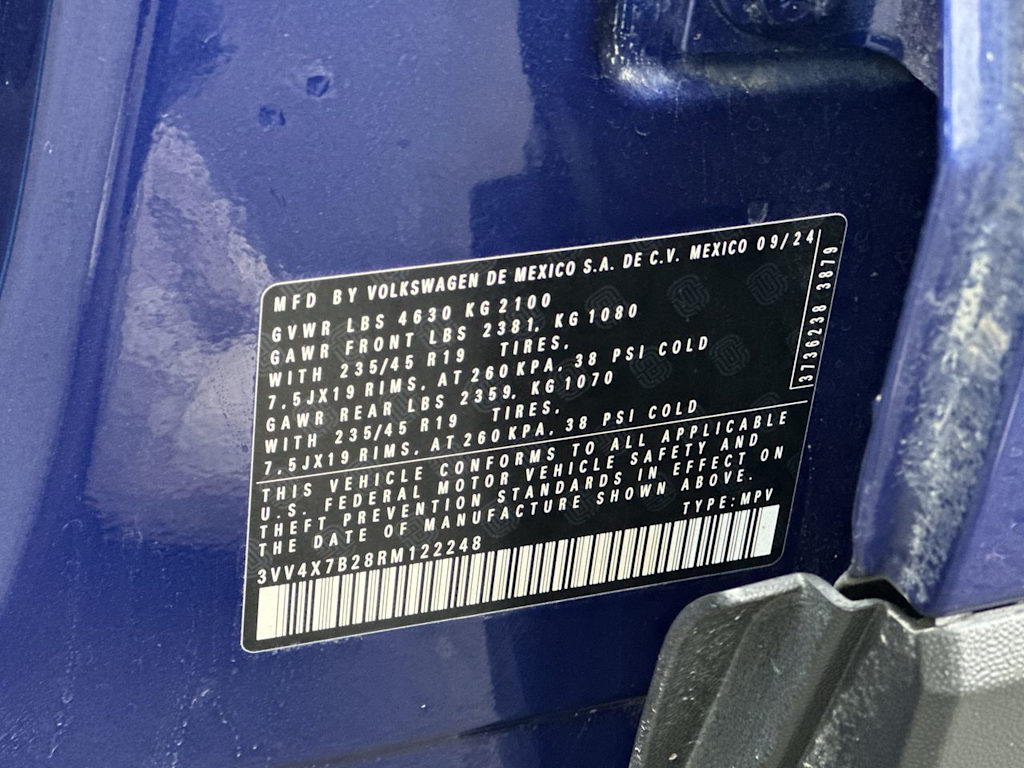 MFD BY VOLKSWAGEN DE MEXICO S.A. DE C.V. MEXICO 09/24
GVWR LBS 4630 KG 2100
GAWR FRONT LBS 2381, KG 1080
WITH 235/45 R19 TIRES,
7,5JX19 RIMS, AT 260 KPA, 38 PSI COLD
GAWR REAR LBS 2359, KG 1070
WITH 235/45 R19 TIRES,
7,5JX19 RIMS, AT 260 KPA, 38 PSI COLD
3736238 3879
THIS VEHICLE CONFORMS TO ALL APPLICABLE
U.S. FEDERAL MOTOR VEHICLE SAFETY AND
THEFT PREVENTION STANDARDS IN EFFECT ON
THE DATE OF MANUFACTURE SHOWN ABOVE.
3VV4X7B28RM122248 TYPE: MPV